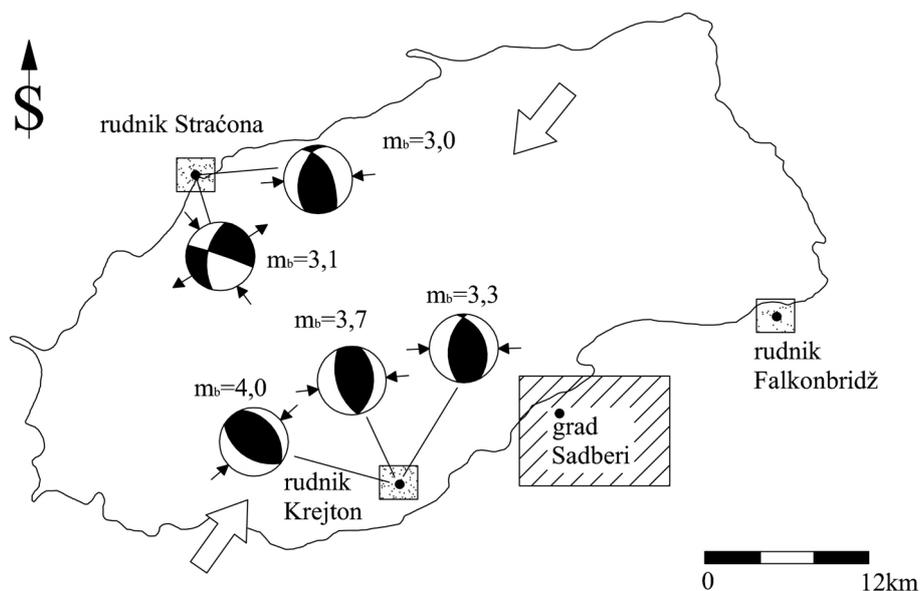 S
rudnik Straćona
mb=3,0
mb=3,1
mb=3,3
mb=3,7
mb=4,0
rudnik
Falkonbridž
grad
Sadberi
rudnik
Krejton
0
12km